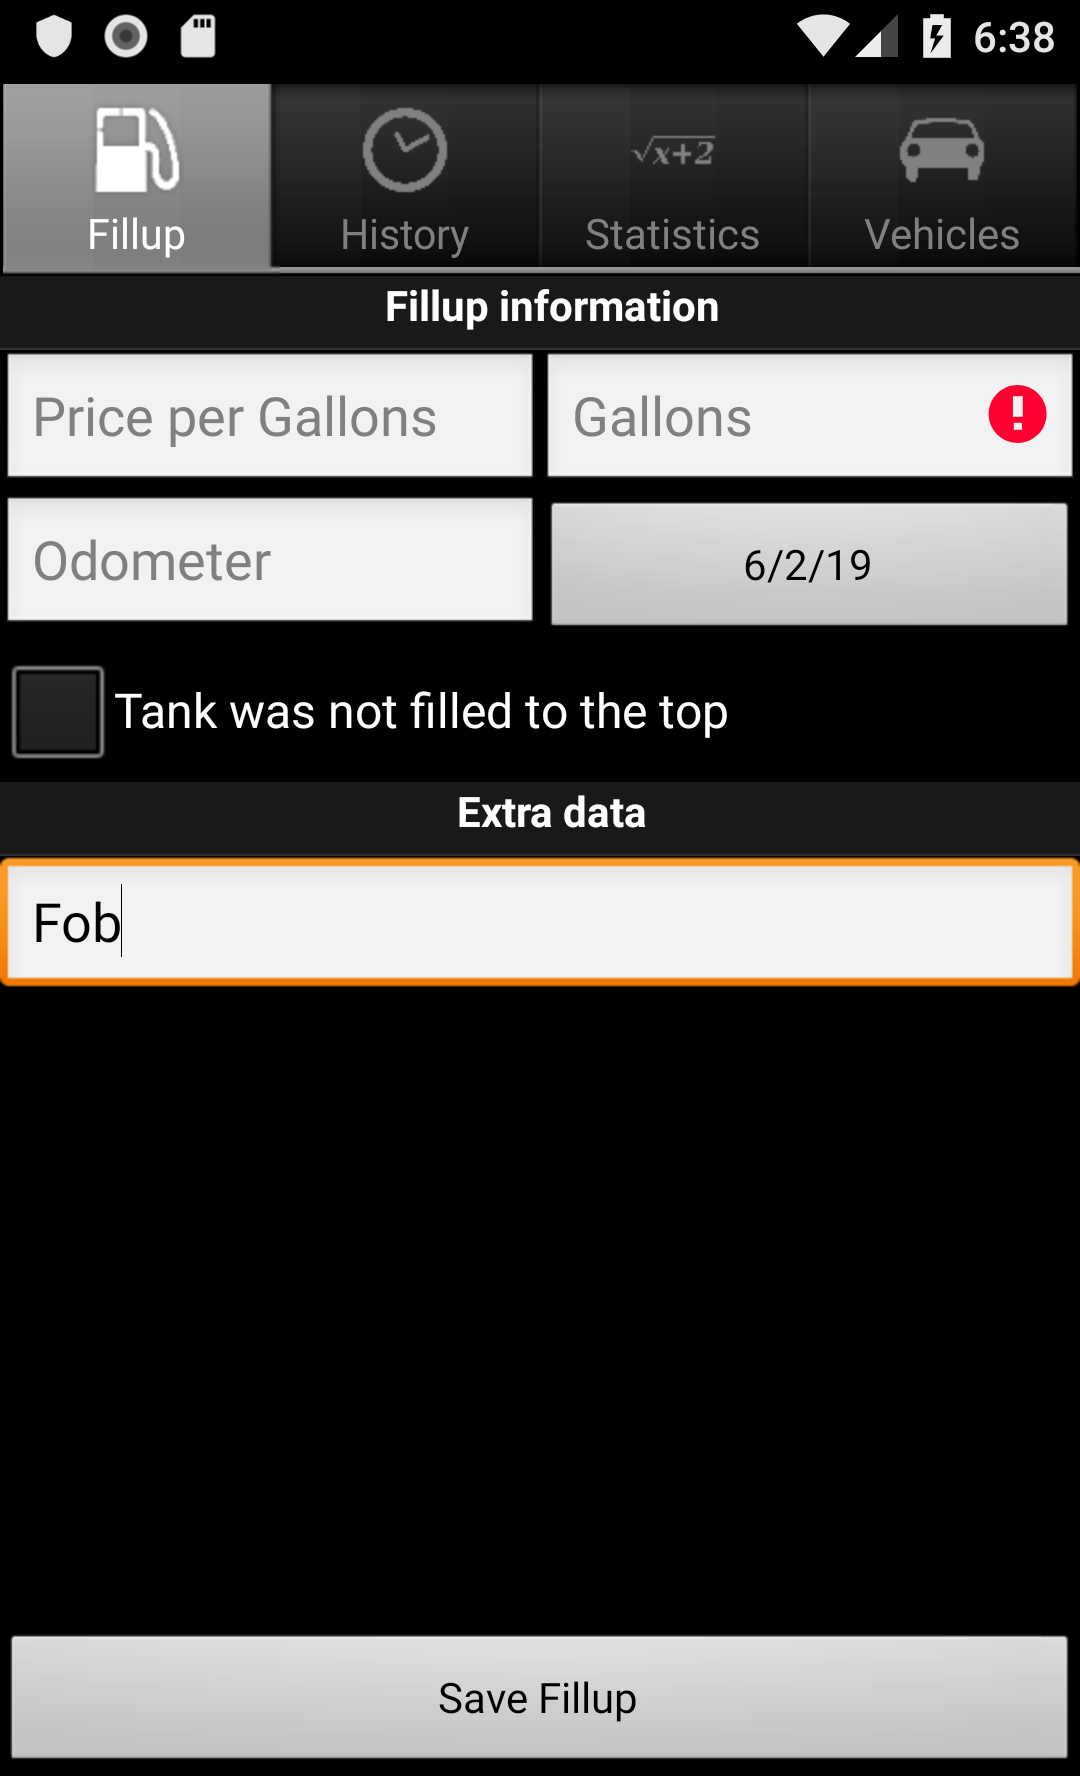 6:38
Fillup
History
√x+2
Statistics
Vehicles
Fillup information
Price per Gallons
Gallons
Odometer
6/2/19
Tank was not filled to the top
Extra data
Fob
Save Fillup